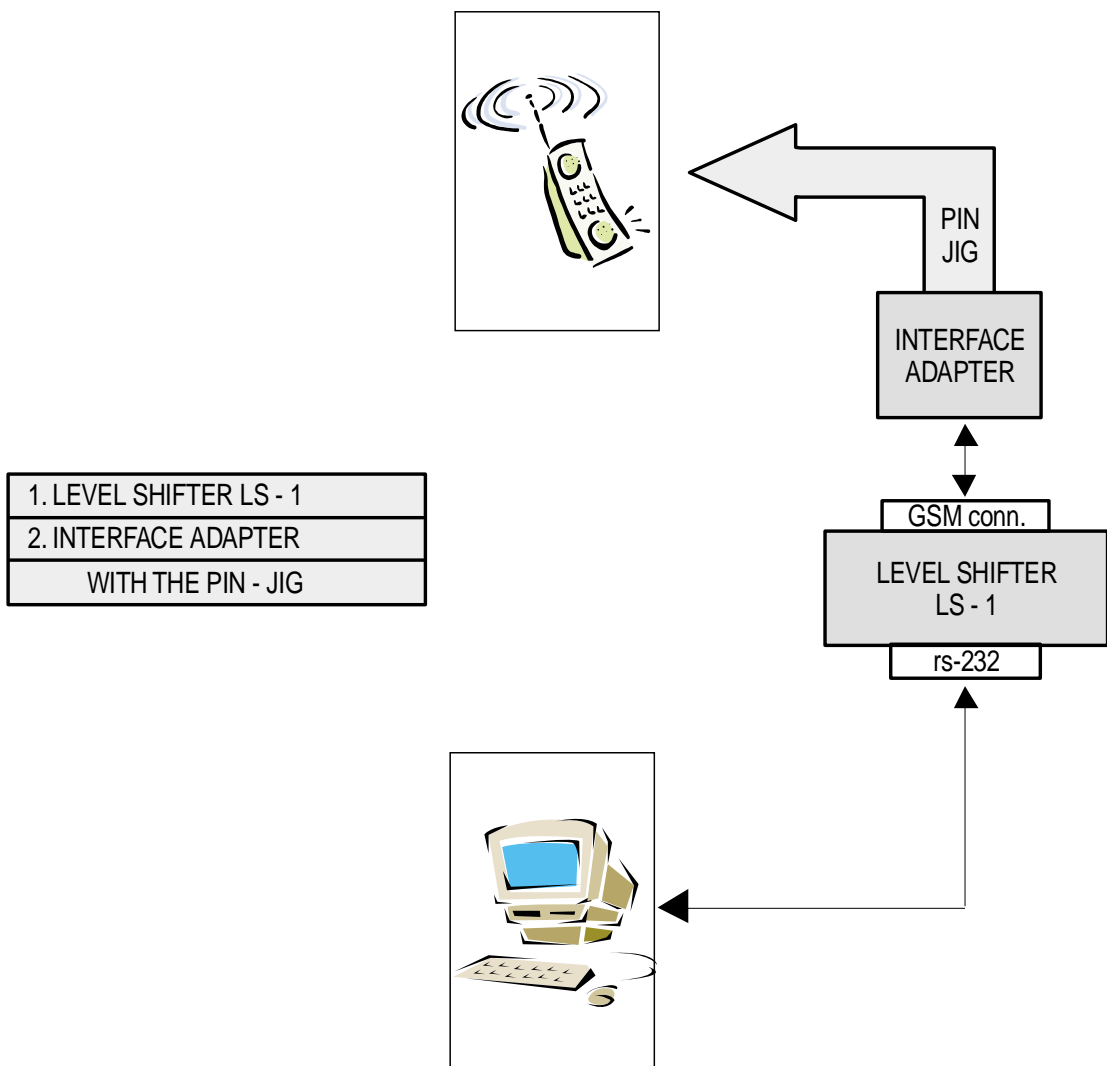 PIN
JIG
INTERFACE
ADAPTER
1. LEVEL SHIFTER LS - 1
2. INTERFACE ADAPTER
WITH THE PIN - JIG
GSM conn.
LEVEL SHIFTER
LS - 1
rs-232